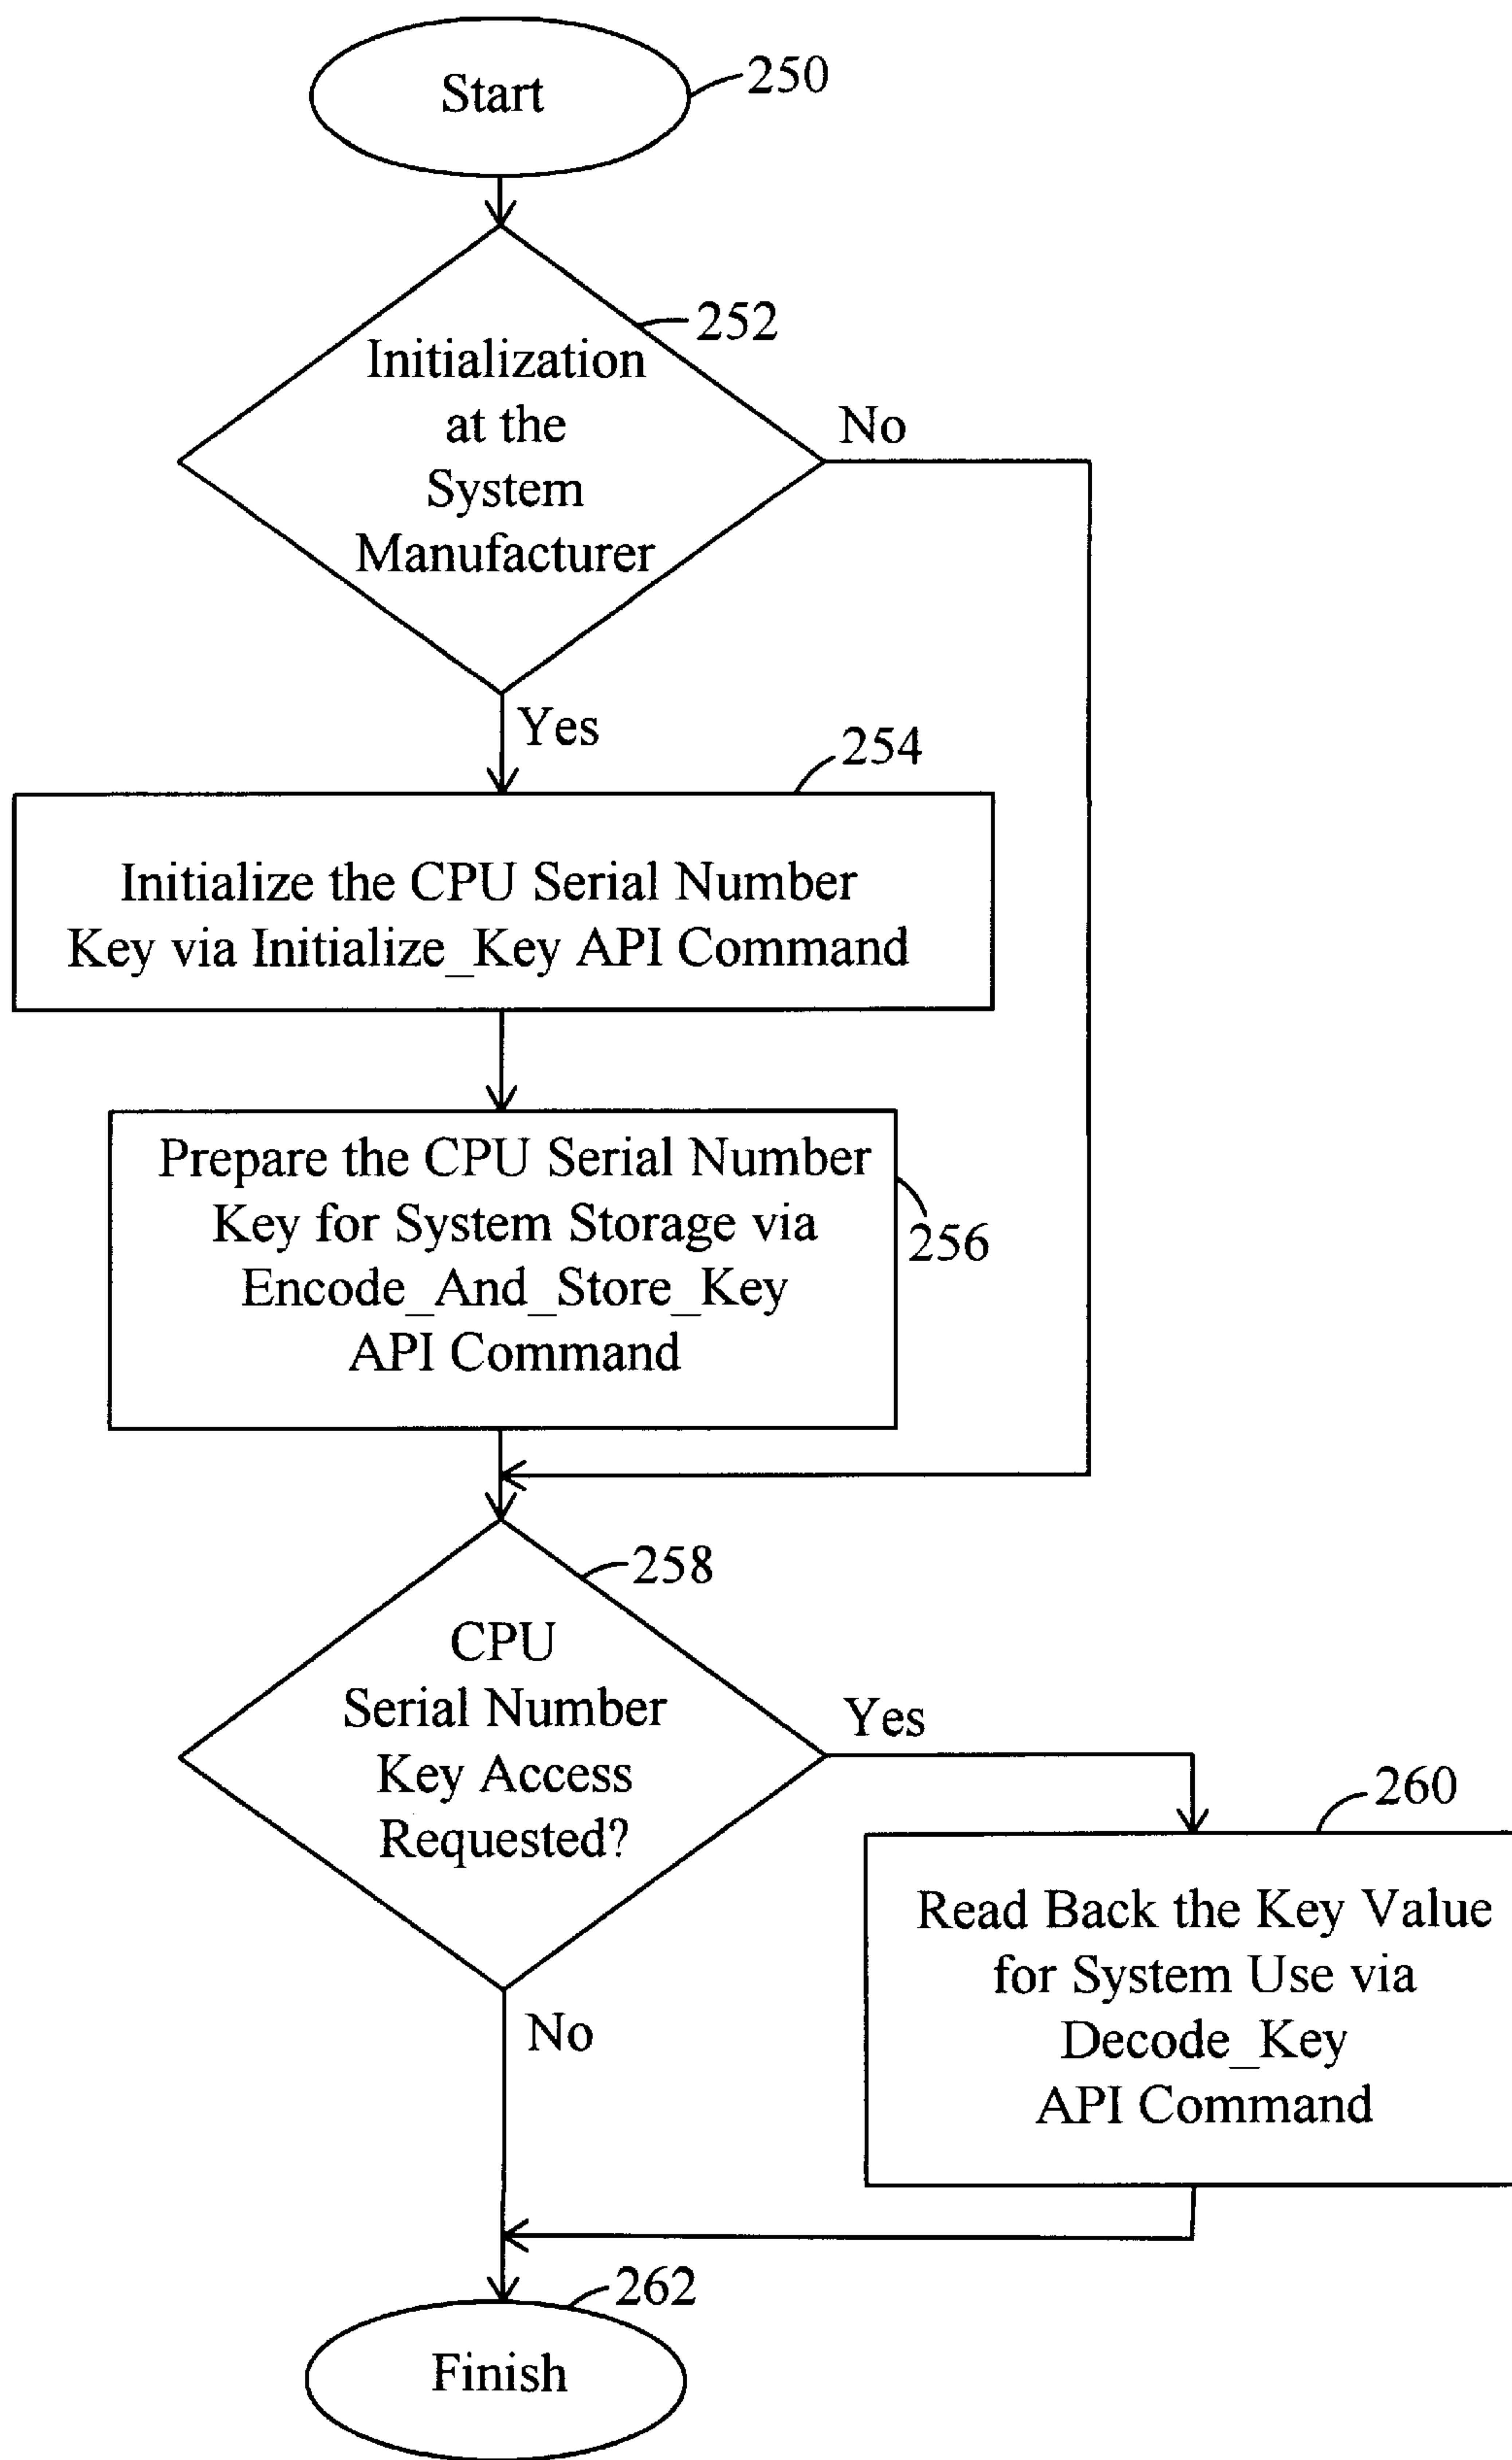 Start
250
252
Initialization
at the
System
Manufacturer
No
Yes
254
Initialize the CPU Serial Number
Key via Initialize_Key API Command
Prepare the CPU Serial Number
Key for System Storage via
Encode_And_Store_Key
API Command
256
258
CPU
Serial Number
Key Access
Requested?
Yes
260
Read Back the Key Value
for System Use via
Decode_Key
API Command
No
262
Finish